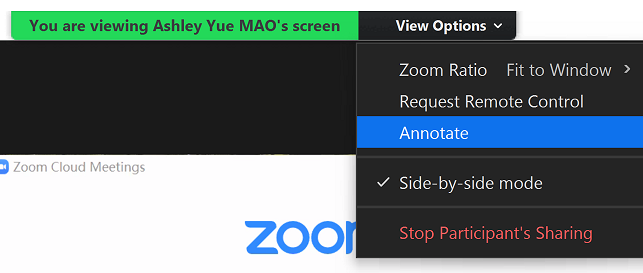 You are viewing Ashley Yue MAO's screen
View Options
Zoom Ratio Fit to Window
Request Remote Control
Annotate
Zoom Cloud Meetings
Side-by-side mode
Stop Participant's Sharing